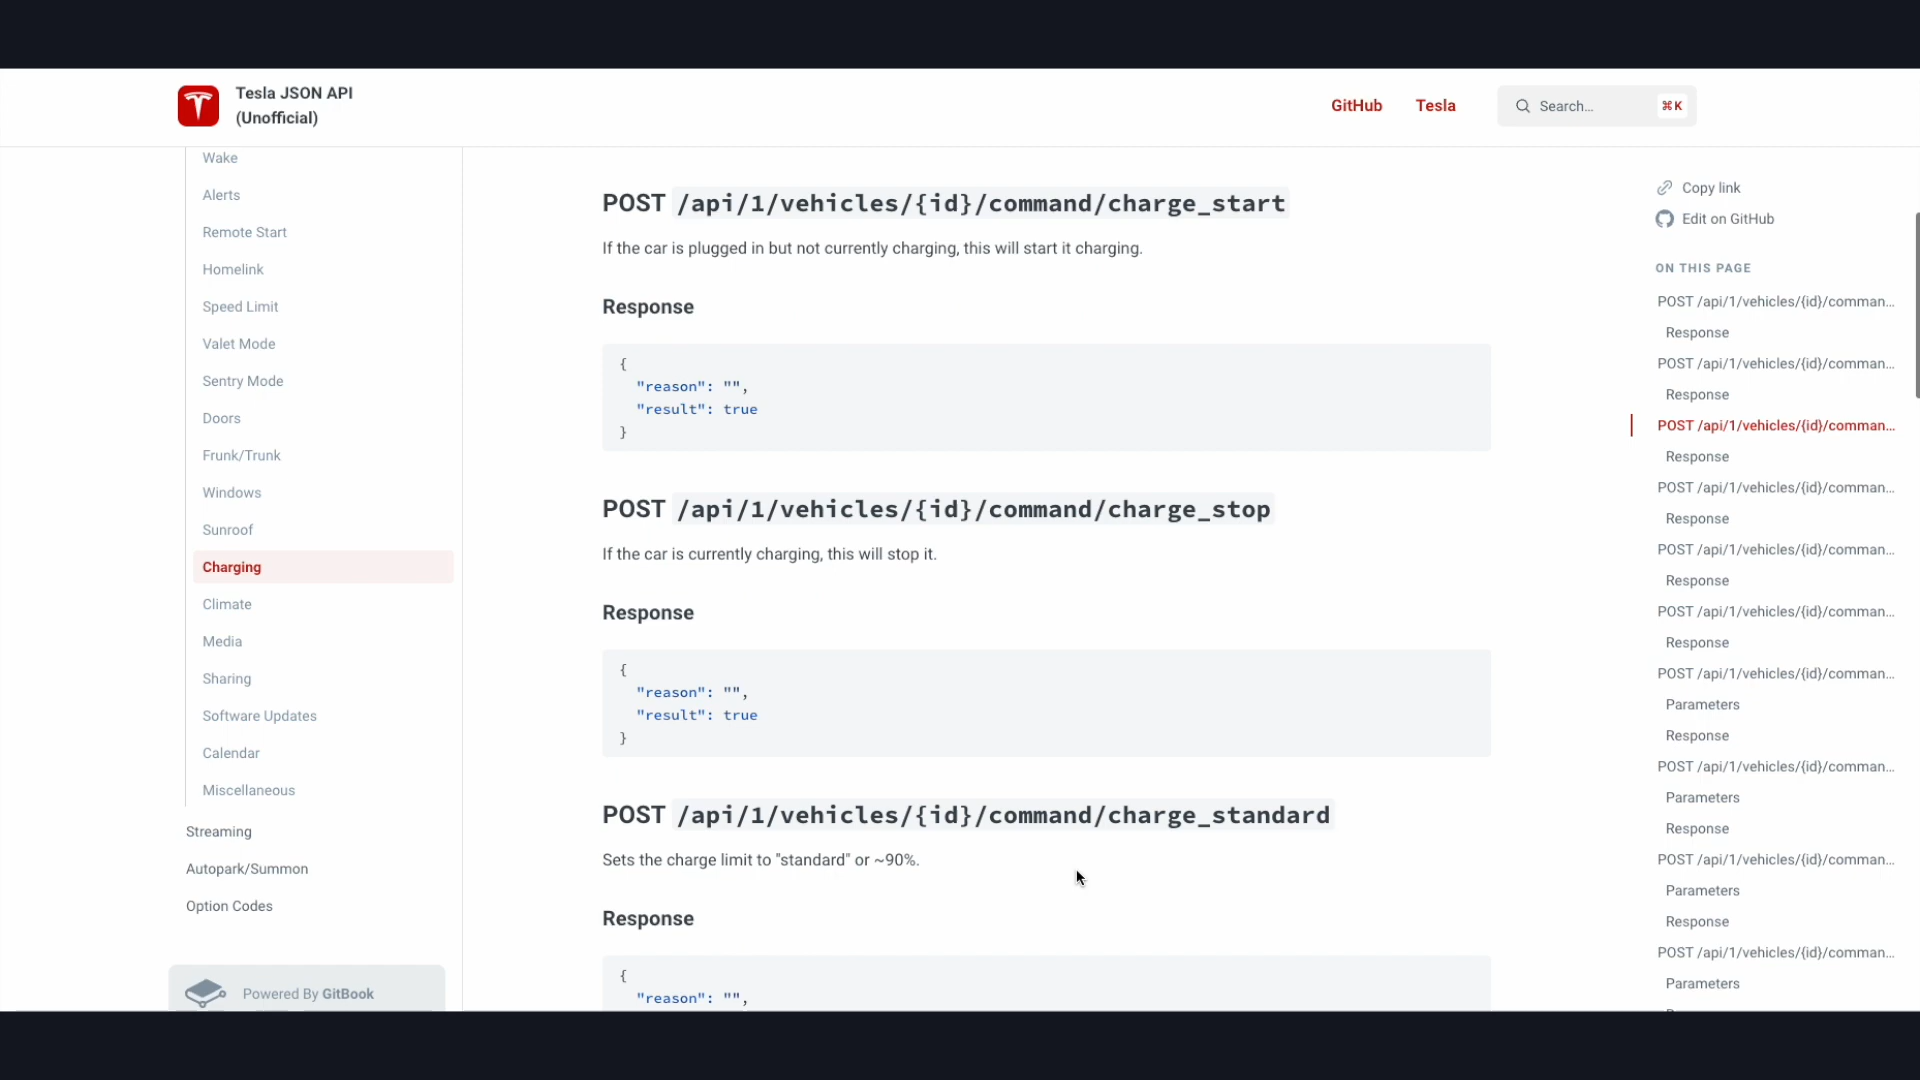 Tesla JSON API
(Unofficial)
GitHub
Tesla
Search...
⌘K
Wake
Alerts
Remote Start
Homelink
Speed Limit
Valet Mode
Sentry Mode
Doors
Frunk/Trunk
Windows
Sunroof
Charging
Climate
Media
Sharing
Software Updates
Calendar
Miscellaneous
Streaming
Autopark/Summon
Option Codes
Powered By GitBook
POST /api/1/vehicles/{id}/command/charge_start
If the car is plugged in but not currently charging, this will start it charging.
Response
{
"reason": "",
"result": true
}
POST /api/1/vehicles/{id}/command/charge_stop
If the car is currently charging, this will stop it.
Response
{
"reason": "",
"result": true
}
POST /api/1/vehicles/{id}/command/charge_standard
Sets the charge limit to "standard" or ~90%.
Response
{
"reason": "",
Copy link
Edit on GitHub
ON THIS PAGE
POST /api/1/vehicles/{id}/comman...
Response
POST /api/1/vehicles/{id}/comman...
Response
POST /api/1/vehicles/{id}/comman...
Response
POST /api/1/vehicles/{id}/comman...
Response
POST /api/1/vehicles/{id}/comman...
Response
POST /api/1/vehicles/{id}/comman...
Response
POST /api/1/vehicles/{id}/comman...
Parameters
Response
POST /api/1/vehicles/{id}/comman...
Parameters
Response
POST /api/1/vehicles/{id}/comman...
Parameters
Response
POST /api/1/vehicles/{id}/comman...
Parameters